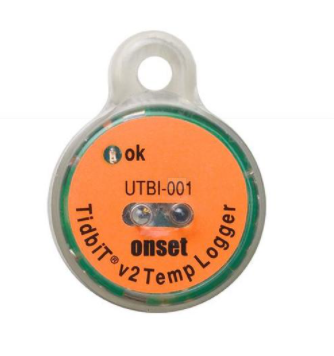 ok
UTBI-001
onset
TidbiT® v2 Temp Logger